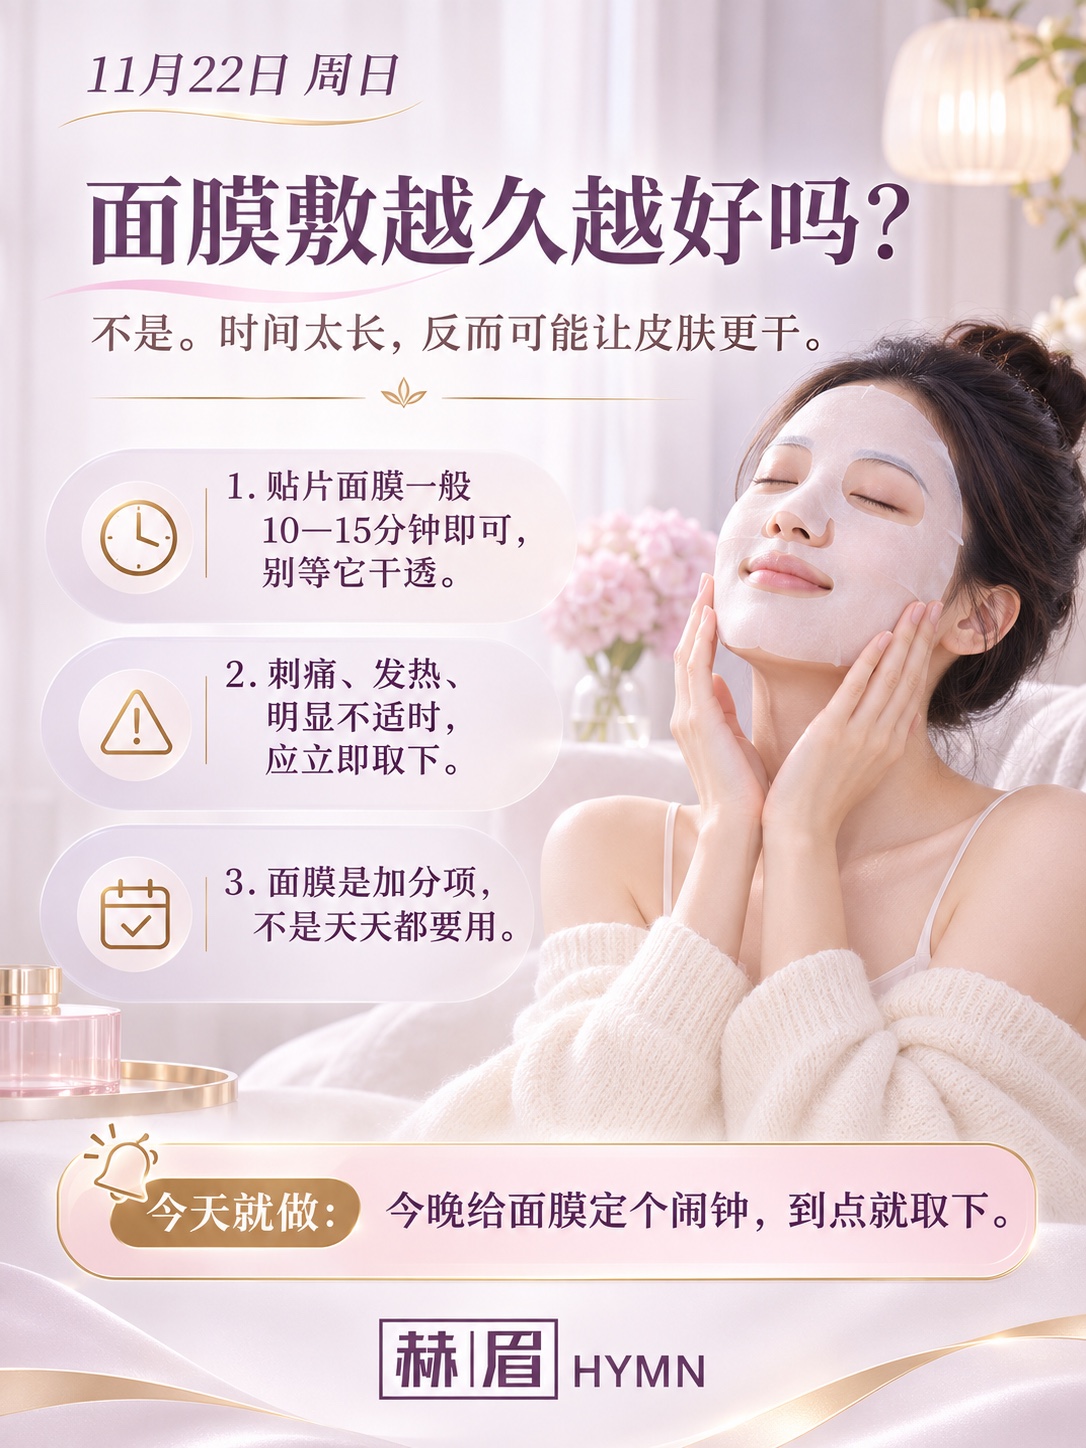 11月22日 周日
面膜敷越久越好吗？
不是。时间太长，反而可能让皮肤更干。
1. 贴片面膜一般
10—15分钟即可，
别等它干透。
2. 刺痛、发热、
明显不适时，
应立即取下。
3. 面膜是加分项，
不是天天都要用。
今天就做： 今晚给面膜定个闹钟，到点就取下。
赫眉 HYMN